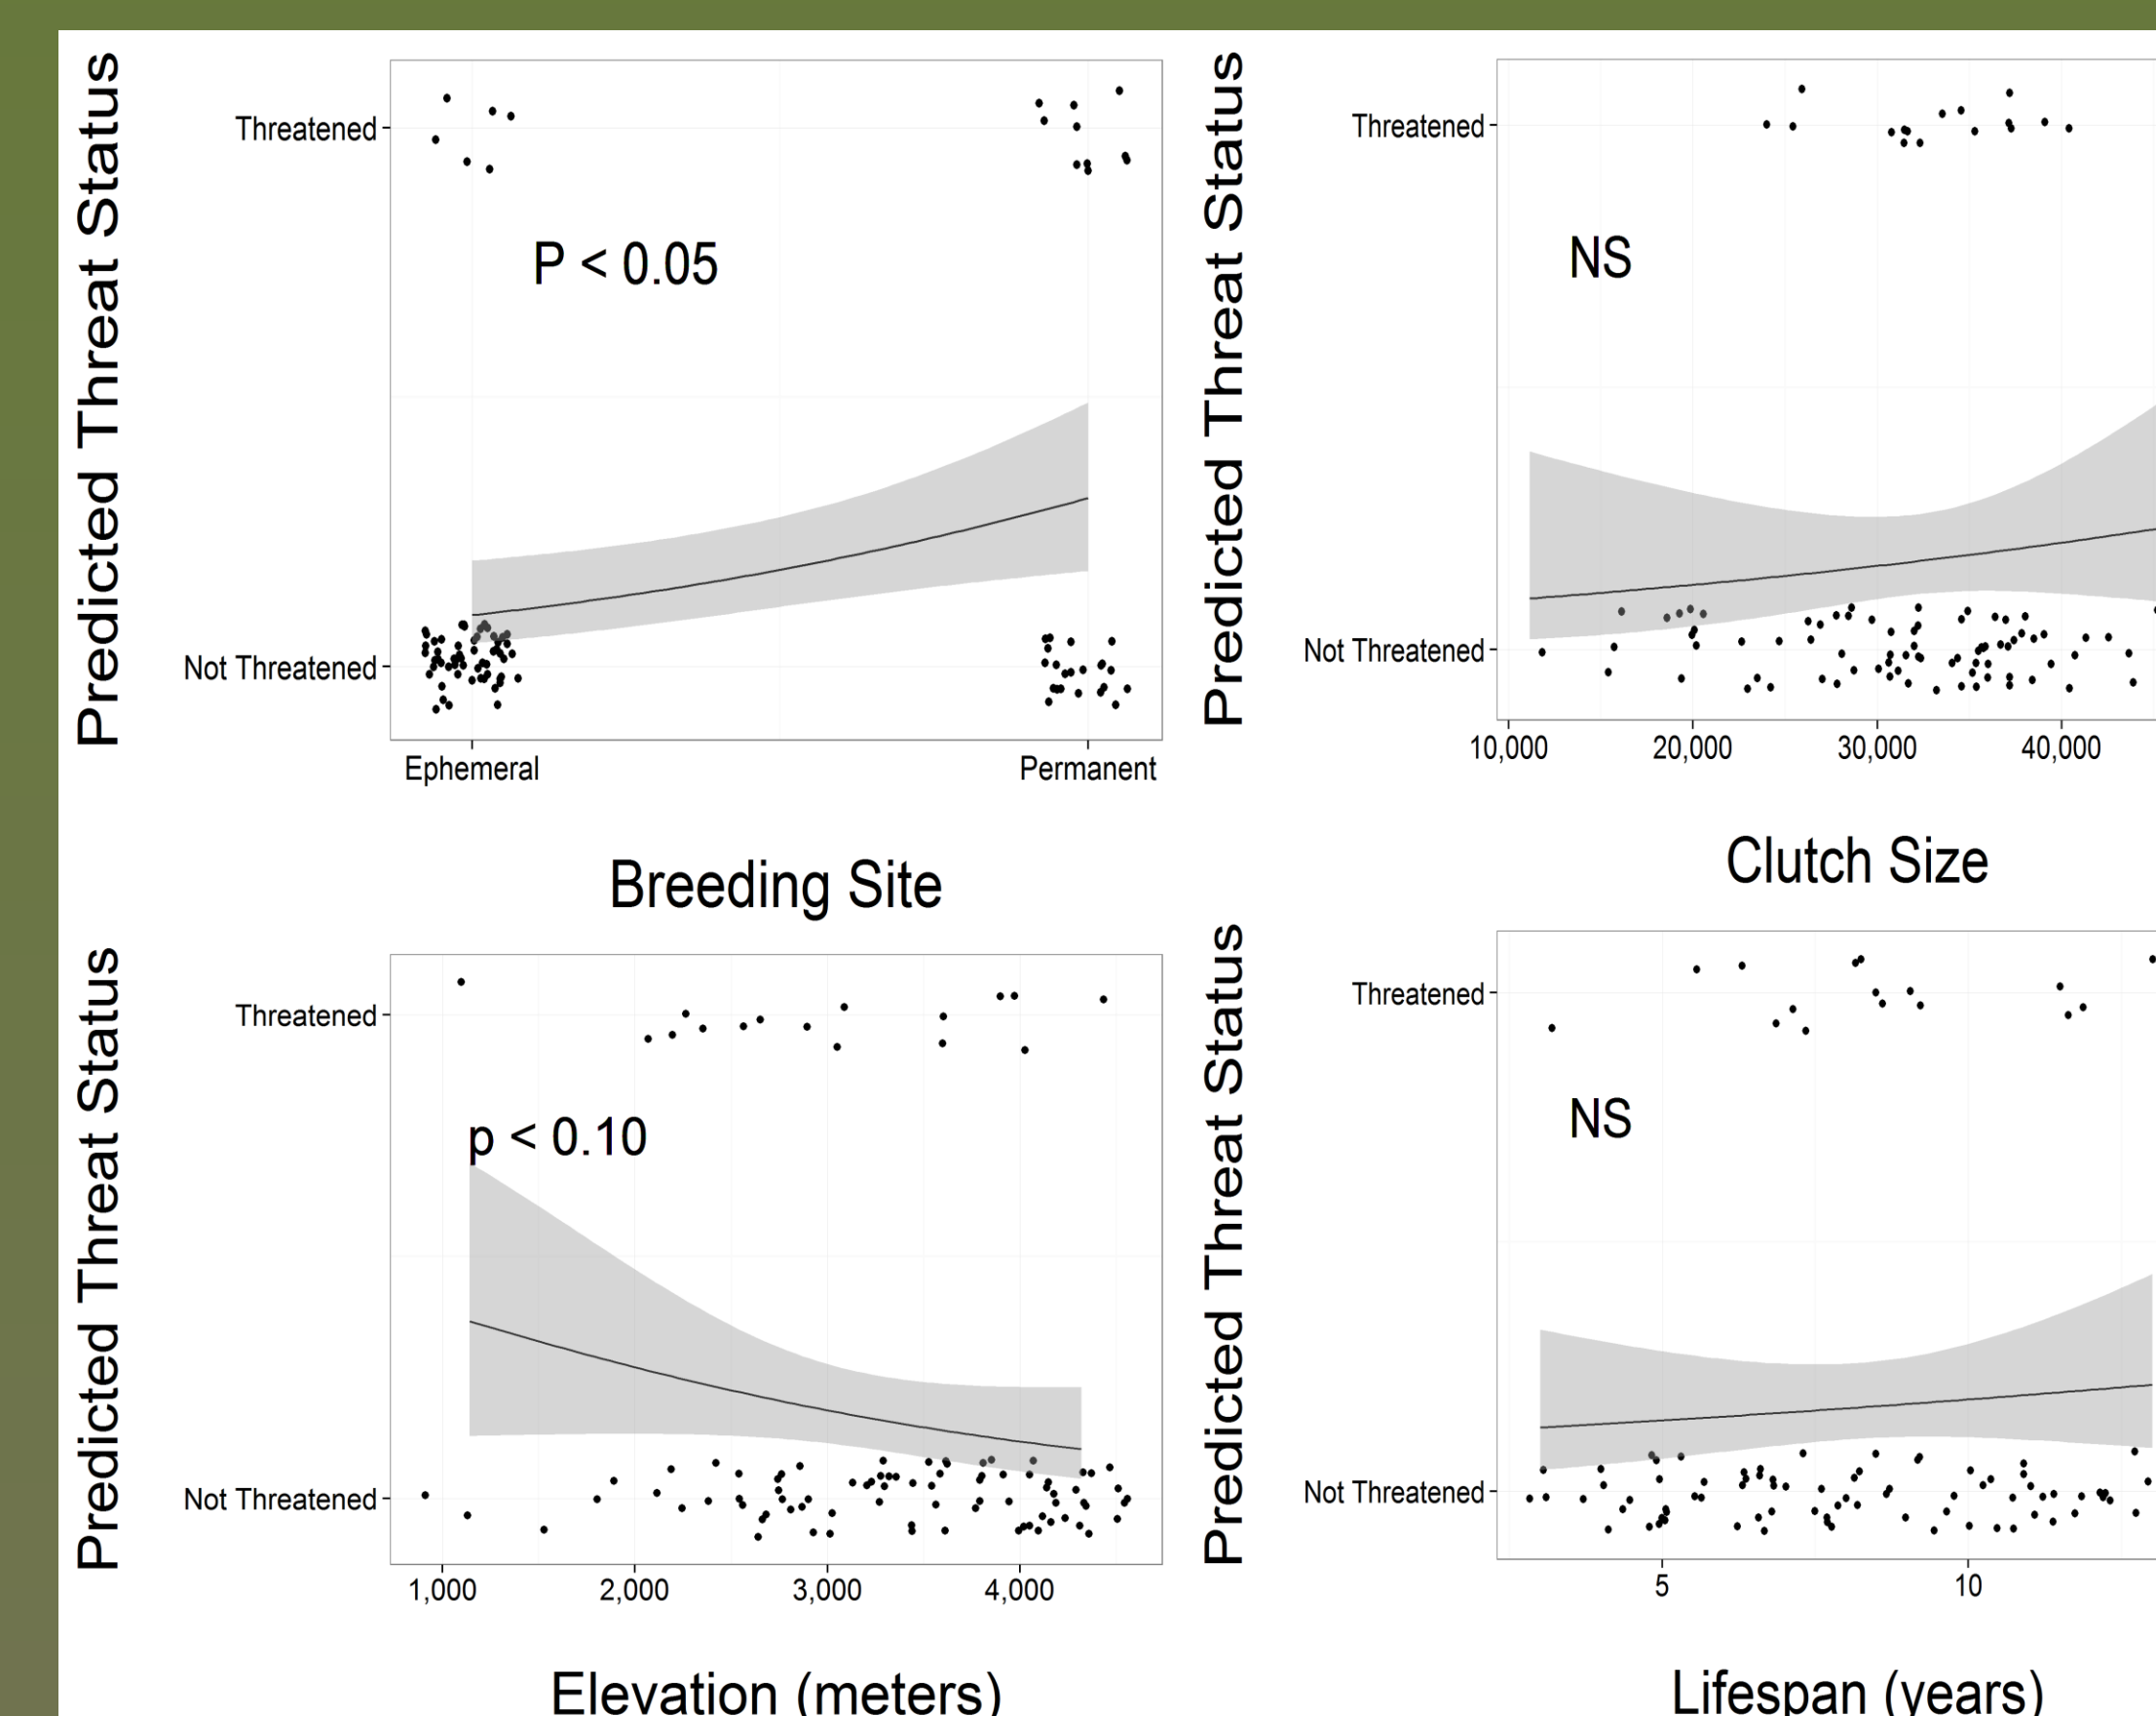 Predicted Threat Status
Threatened
P < 0.05
Not Threatened
Ephemeral Permanent
Breeding Site
Predicted Threat Status
Threatened
NS
Not Threatened
10,000 20,000 30,000 40,000
Clutch Size
Predicted Threat Status
Threatened
p < 0.10
Not Threatened
1,000 2,000 3,000 4,000
Elevation (meters)
Predicted Threat Status
Threatened
NS
Not Threatened
5 10
Lifespan (years)